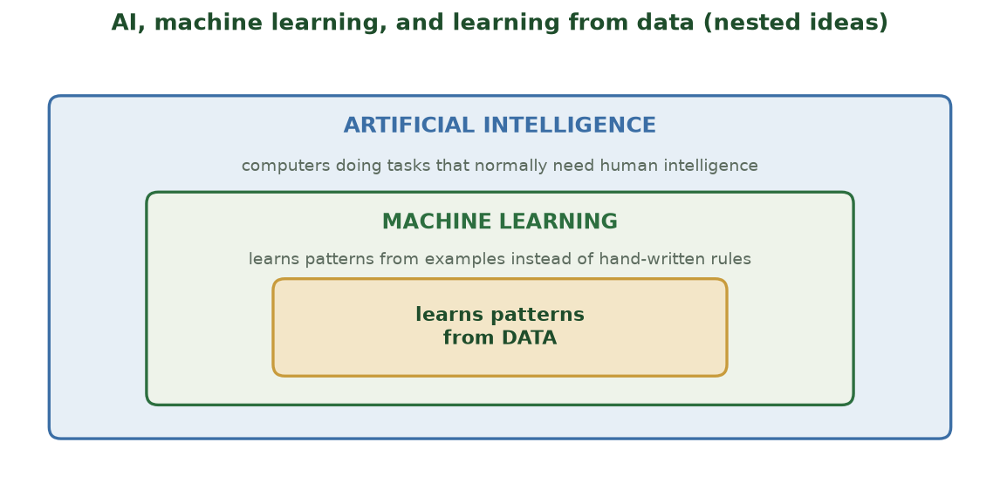 AI, machine learning, and learning from data (nested ideas)
ARTIFICIAL INTELLIGENCE
computers doing tasks that normally need human intelligence
MACHINE LEARNING
learns patterns from examples instead of hand-written rules
learns patterns
from DATA